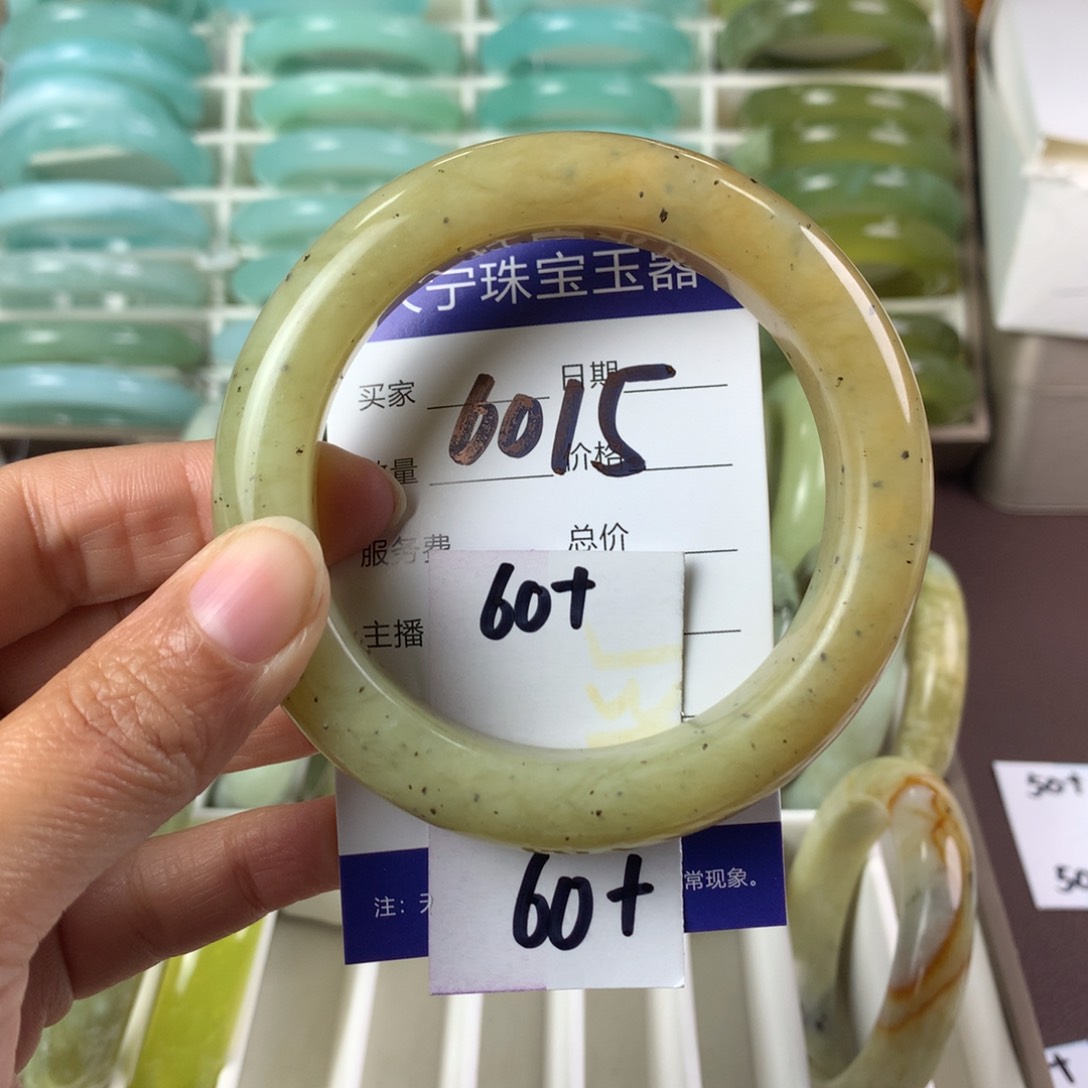 宁珠宝玉器
买家 日期
6015
量 价格
服务费 总价
60+
主播
60+
注: 常现象。
50+
50